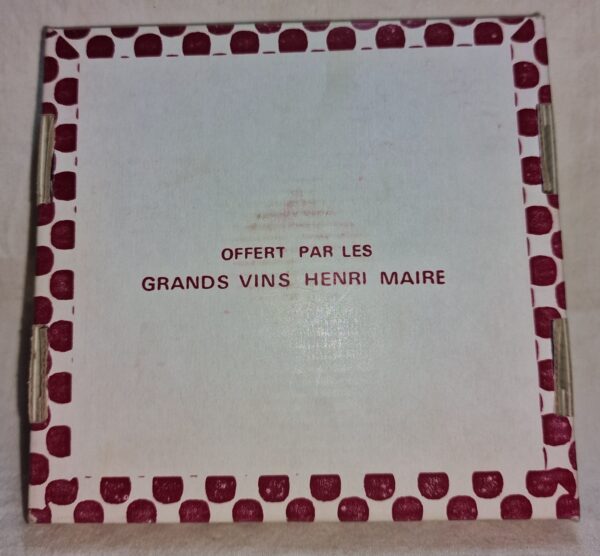 OFFERT PAR LES
GRANDS VINS HENRI MAIRE